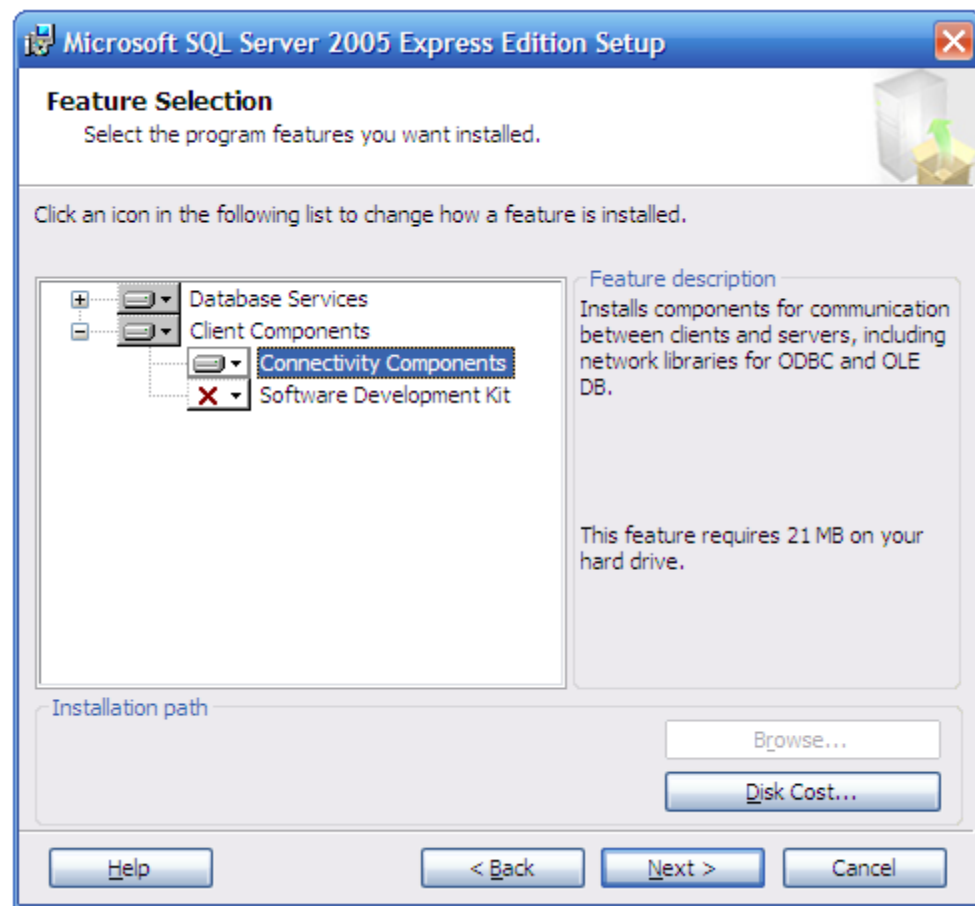 Microsoft SQL Server 2005 Express Edition Setup
Feature Selection
Select the program features you want installed.
Click an icon in the following list to change how a feature is installed.
Database Services
Client Components
Connectivity Components
Software Development Kit
Feature description
Installs components for communication
between clients and servers, including
network libraries for ODBC and OLE
DB.
This feature requires 21 MB on your
hard drive.
Installation path
Browse...
Disk Cost...
Help
< Back
Next >
Cancel